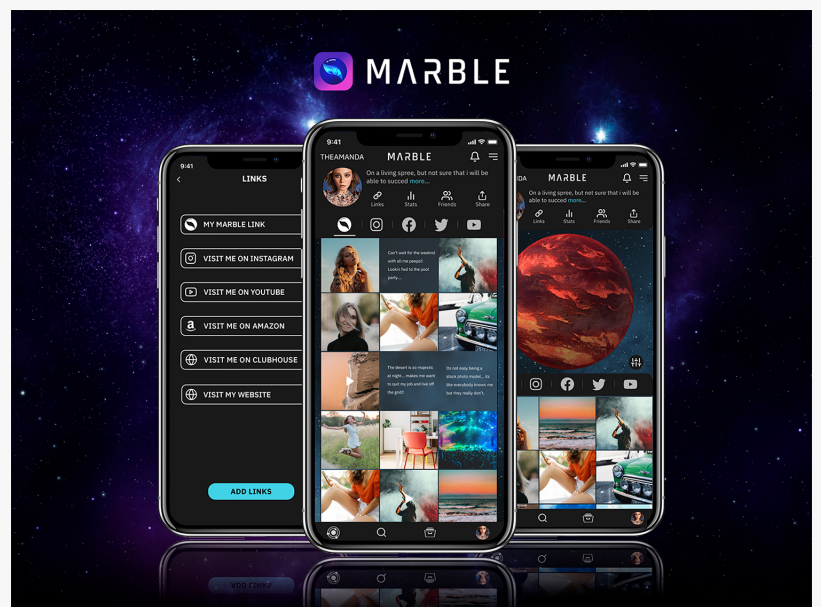 MARBLE
9:41
LINKS
MY MARBLE LINK
VISIT ME ON INSTAGRAM
VISIT ME ON YOUTUBE
VISIT ME ON AMAZON
VISIT ME ON CLUBHOUSE
VISIT MY WEBSITE
ADD LINKS
9:41
THEAMANDA
MARBLE
On a living spree, but not sure that i will be
able to succed more...
Links
Stats
Friends
Share
Can't wait for the weekend
with all me peeps!
Lookin fwd to the pool
party...
The desert is so majestic
at night... makes me want
to quit my job and live off
the grid!!
Its not easy being a
stock photo model... its
like everybody knows me
but they really don't.
NDA
MARBLE
On a living spree, but not sure that i will be
able to succed more...
Links
Stats
Friends
Share
ADD LINKS